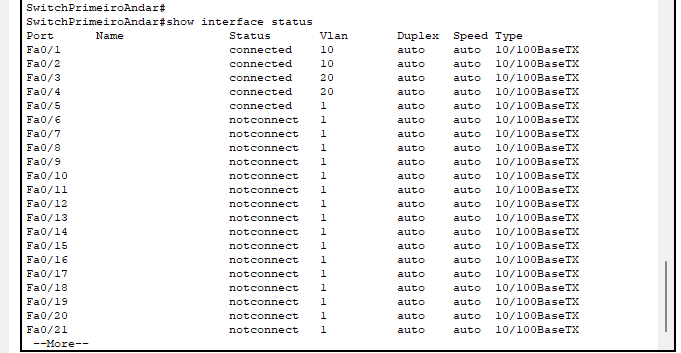 SwitchPrimeiroAndar#
SwitchPrimeiroAndar#show interface status
Port      Name               Status       Vlan       Duplex  Speed Type
Fa0/1                        connected    10         auto    auto  10/100BaseTX
Fa0/2                        connected    10         auto    auto  10/100BaseTX
Fa0/3                        connected    20         auto    auto  10/100BaseTX
Fa0/4                        connected    20         auto    auto  10/100BaseTX
Fa0/5                        connected    1          auto    auto  10/100BaseTX
Fa0/6                        notconnect   1          auto    auto  10/100BaseTX
Fa0/7                        notconnect   1          auto    auto  10/100BaseTX
Fa0/8                        notconnect   1          auto    auto  10/100BaseTX
Fa0/9                        notconnect   1          auto    auto  10/100BaseTX
Fa0/10                       notconnect   1          auto    auto  10/100BaseTX
Fa0/11                       notconnect   1          auto    auto  10/100BaseTX
Fa0/12                       notconnect   1          auto    auto  10/100BaseTX
Fa0/13                       notconnect   1          auto    auto  10/100BaseTX
Fa0/14                       notconnect   1          auto    auto  10/100BaseTX
Fa0/15                       notconnect   1          auto    auto  10/100BaseTX
Fa0/16                       notconnect   1          auto    auto  10/100BaseTX
Fa0/17                       notconnect   1          auto    auto  10/100BaseTX
Fa0/18                       notconnect   1          auto    auto  10/100BaseTX
Fa0/19                       notconnect   1          auto    auto  10/100BaseTX
Fa0/20                       notconnect   1          auto    auto  10/100BaseTX
Fa0/21                       notconnect   1          auto    auto  10/100BaseTX
 --More--